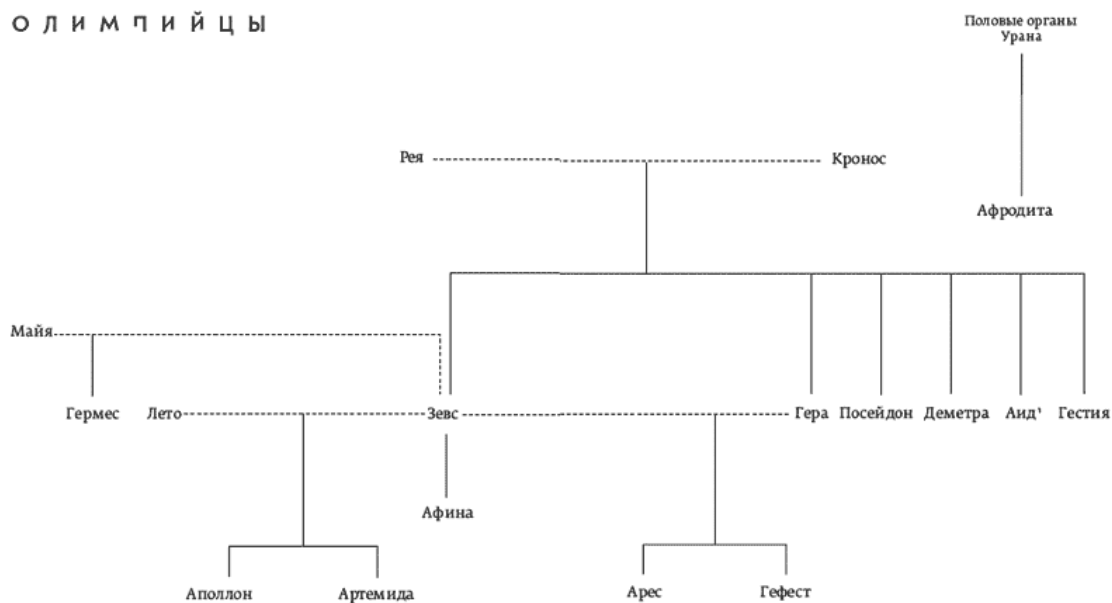 ОЛИМПИЙЦЫ
Половые органы
Урана
Рея
Кронос
Афродита
Майя
Гермес
Лето
Зевс
Гера
Посейдон
Деметра
Аид¹
Гестия
Афина
Аполлон
Артемида
Арес
Гефест